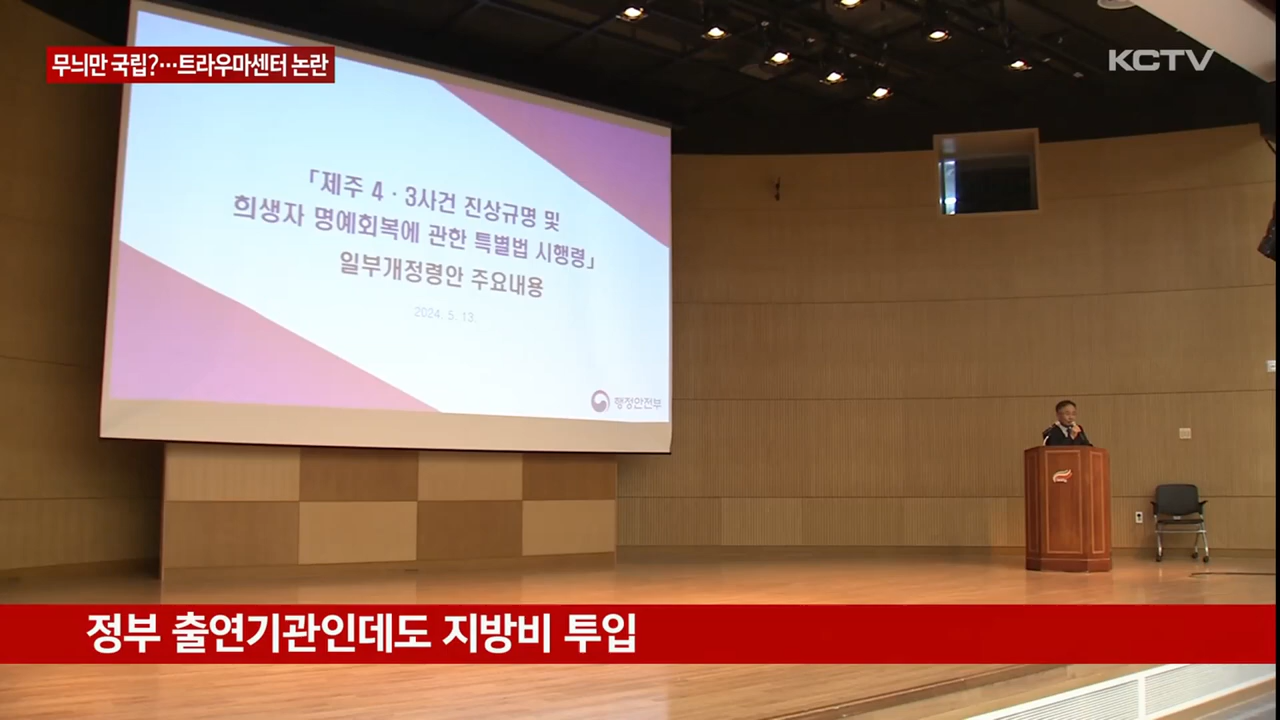 무늬만 국립?…트라우마센터 논란
KCTV
「제주 4·3사건 진상규명 및
희생자 명예회복에 관한 특별법 시행령」
일부개정령안 주요내용
2024. 5. 13.
행정안전부
정부 출연기관인데도 지방비 투입